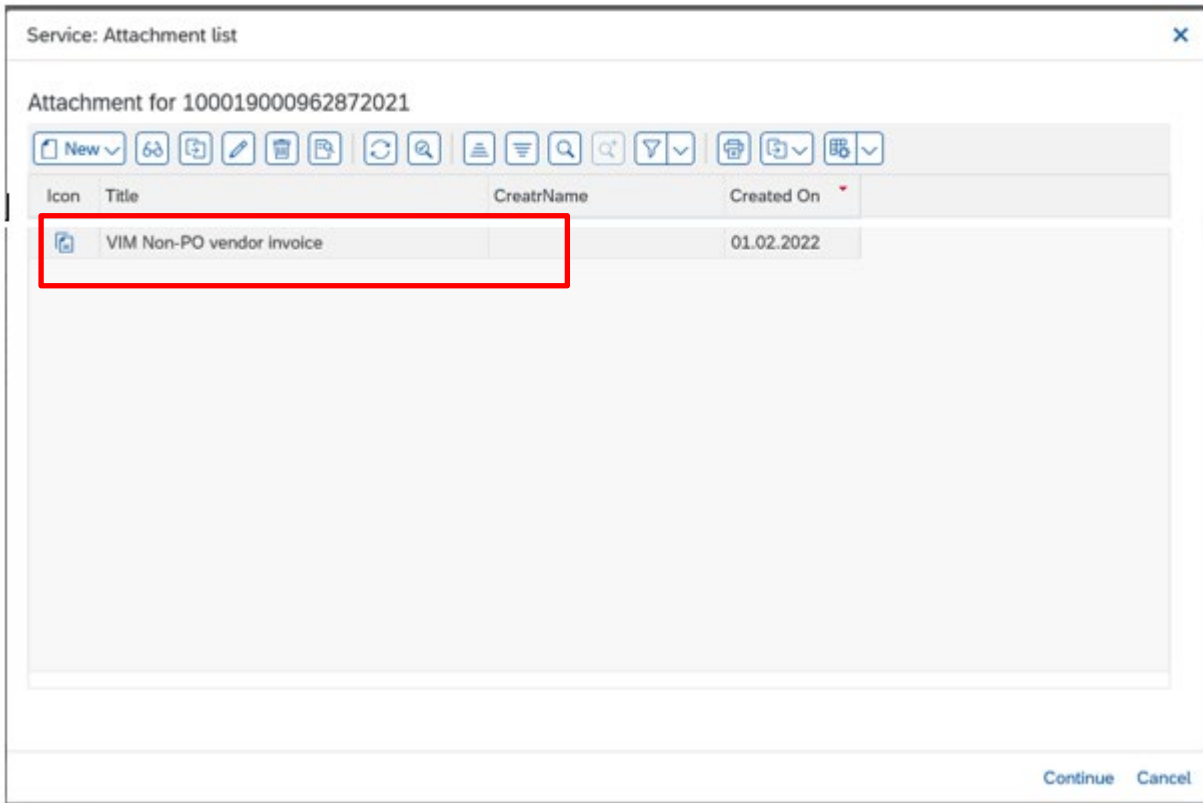 Service: Attachment list
Attachment for 100019000962872021
New
Icon Title CreatrName Created On
VIM Non-PO vendor invoice 01.02.2022
Continue Cancel